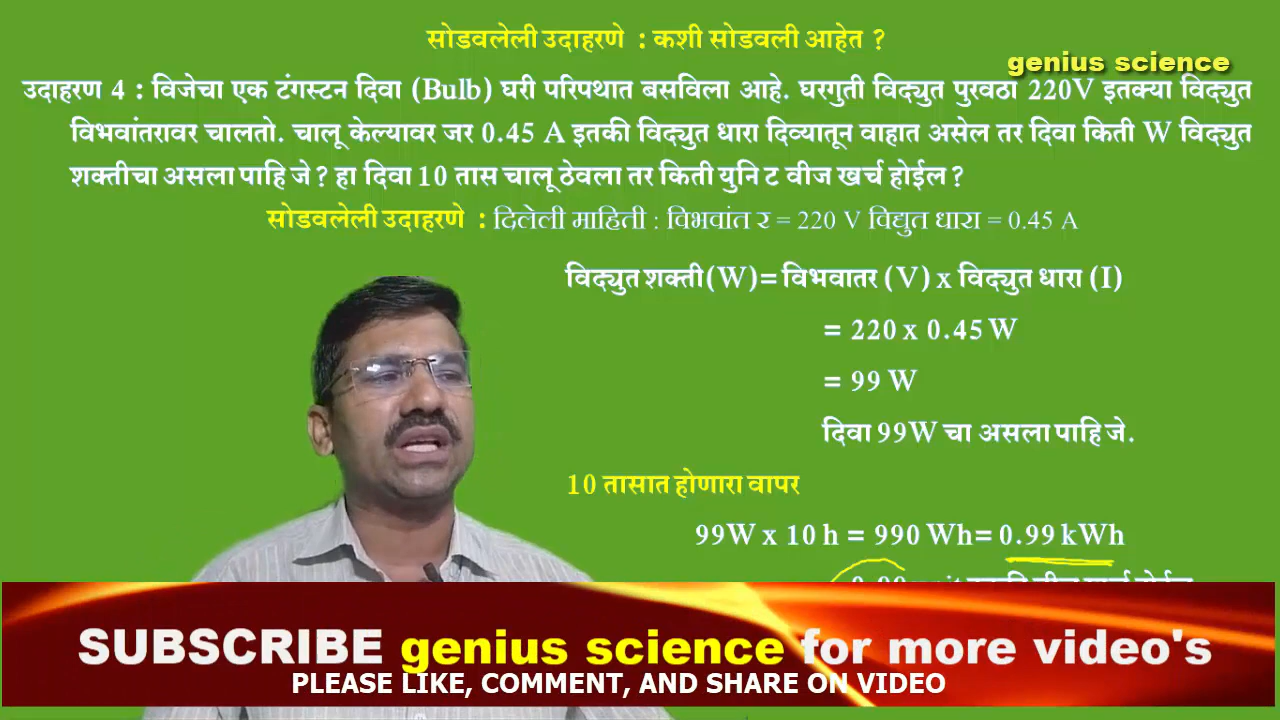 सोडवलेली उदाहरणे : कशी सोडवली आहेत ?
genius science
उदाहरण 4 : विजेचा एक टंगस्टन दिवा (Bulb) घरी परिपथात बसविला आहे. घरगुती विद्युत पुरवठा 220V इतक्या विद्युत
विभवांतरावर चालतो. चालू केल्यावर जर 0.45 A इतकी विद्युत धारा दिव्यातून वाहात असेल तर दिवा किती W विद्युत
शक्तीचा असला पाहि जे ? हा दिवा 10 तास चालू ठेवला तर किती युनि ट वीज खर्च होईल ?
सोडवलेली उदाहरणे : दिलेली माहिती : विभवांत र = 220 V विद्युत धारा = 0.45 A
विद्युत शक्ती(W)= विभवातर (V) x विद्युत धारा (I)
= 220 x 0.45 W
= 99 W
दिवा 99W चा असला पाहि जे.
10 तासात होणारा वापर
99W x 10 h = 990 Wh= 0.99 kWh
SUBSCRIBE genius science for more video's
PLEASE LIKE, COMMENT, AND SHARE ON VIDEO